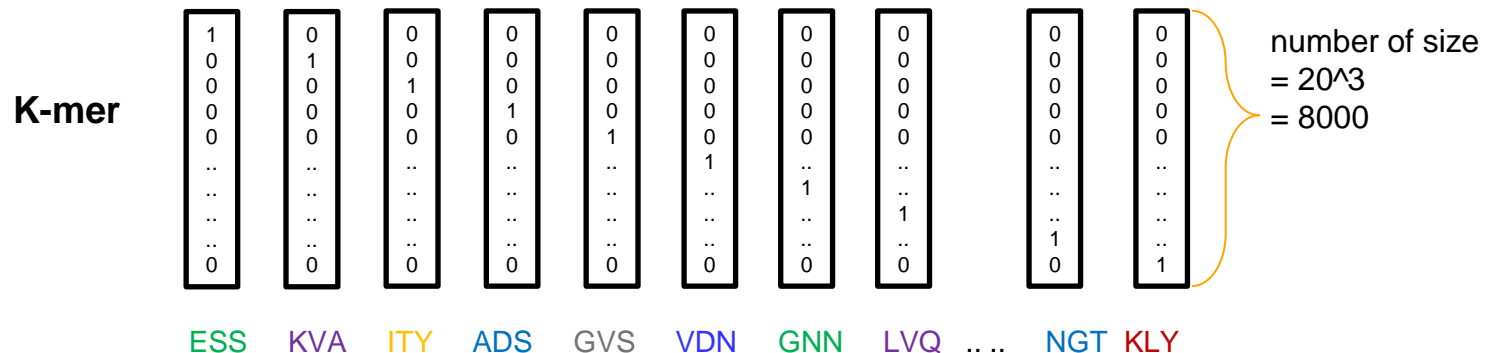 K-mer
1 0 0 0 0 0 0 0 0 0
0 1 0 0 0 0 0 0 0 0
0 0 1 0 0 0 0 0 0 0
0 0 0 1 0 0 0 0 0 0
0 0 0 0 1 0 0 0 0 0
.. .. .. .. .. 1 .. .. .. ..
.. .. .. .. .. .. 1 .. .. ..
.. .. .. .. .. .. .. 1 .. ..
.. .. .. .. .. .. .. .. 1 ..
0 0 0 0 0 0 0 0 0 1
number of size
= 20^3
= 8000
ESS KVA ITY ADS GVS VDN GNN LVQ .. .. NGT KLY